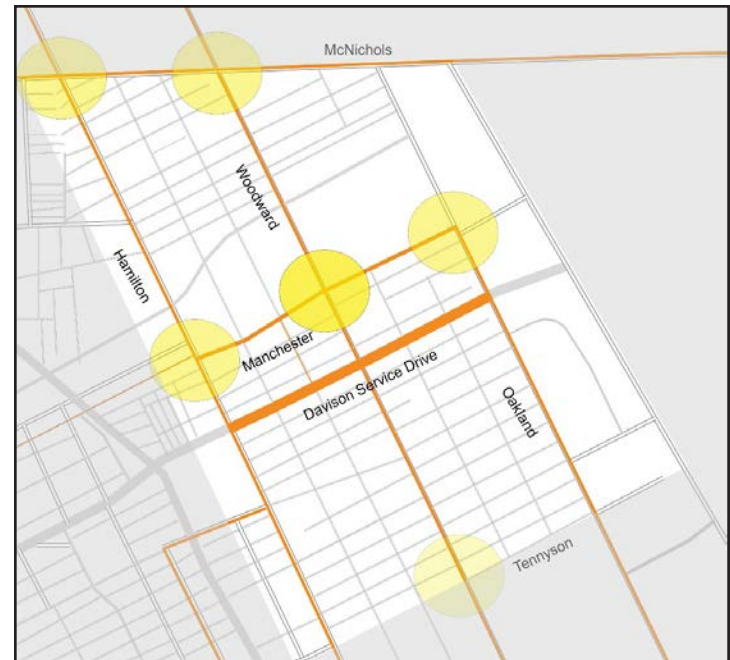 McNichols
Woodward
Hamilton
Manchester
Davison Service Drive
Oakland
Tennyson